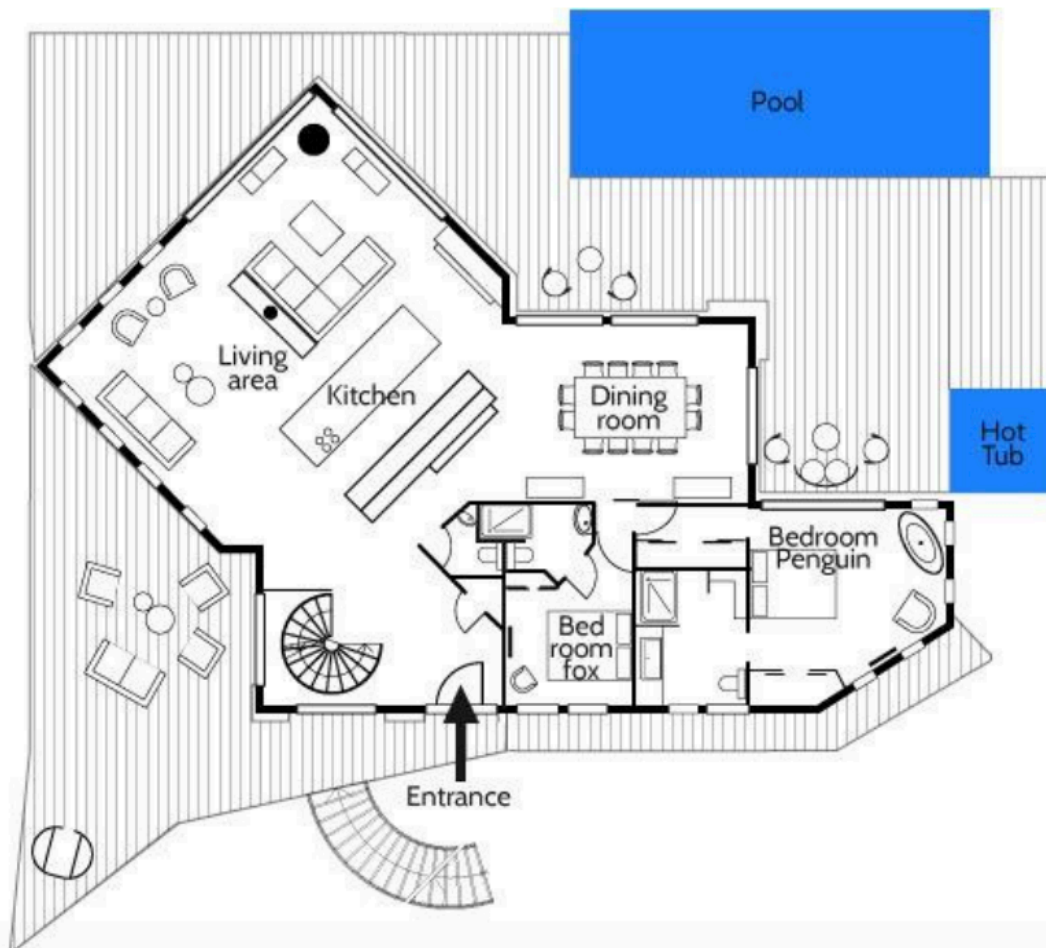 Pool
Living
area
Kitchen
Dining
room
Hot
Tub
Bedroom
Penguin
Bed
room
fox
Entrance